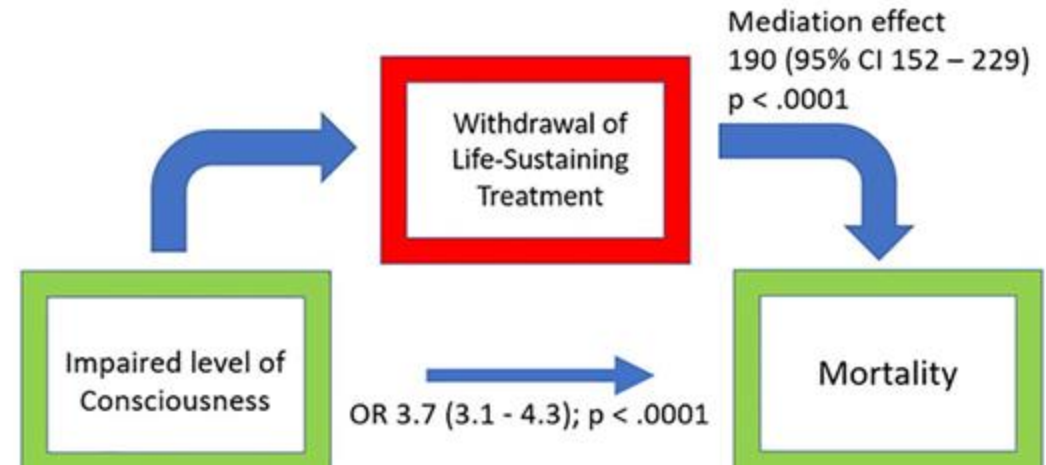 Mediation effect
190 (95% CI 152 – 229)
p < .0001
Withdrawal of
Life-Sustaining
Treatment
Impaired level of
Consciousness
OR 3.7 (3.1 - 4.3); p < .0001
Mortality